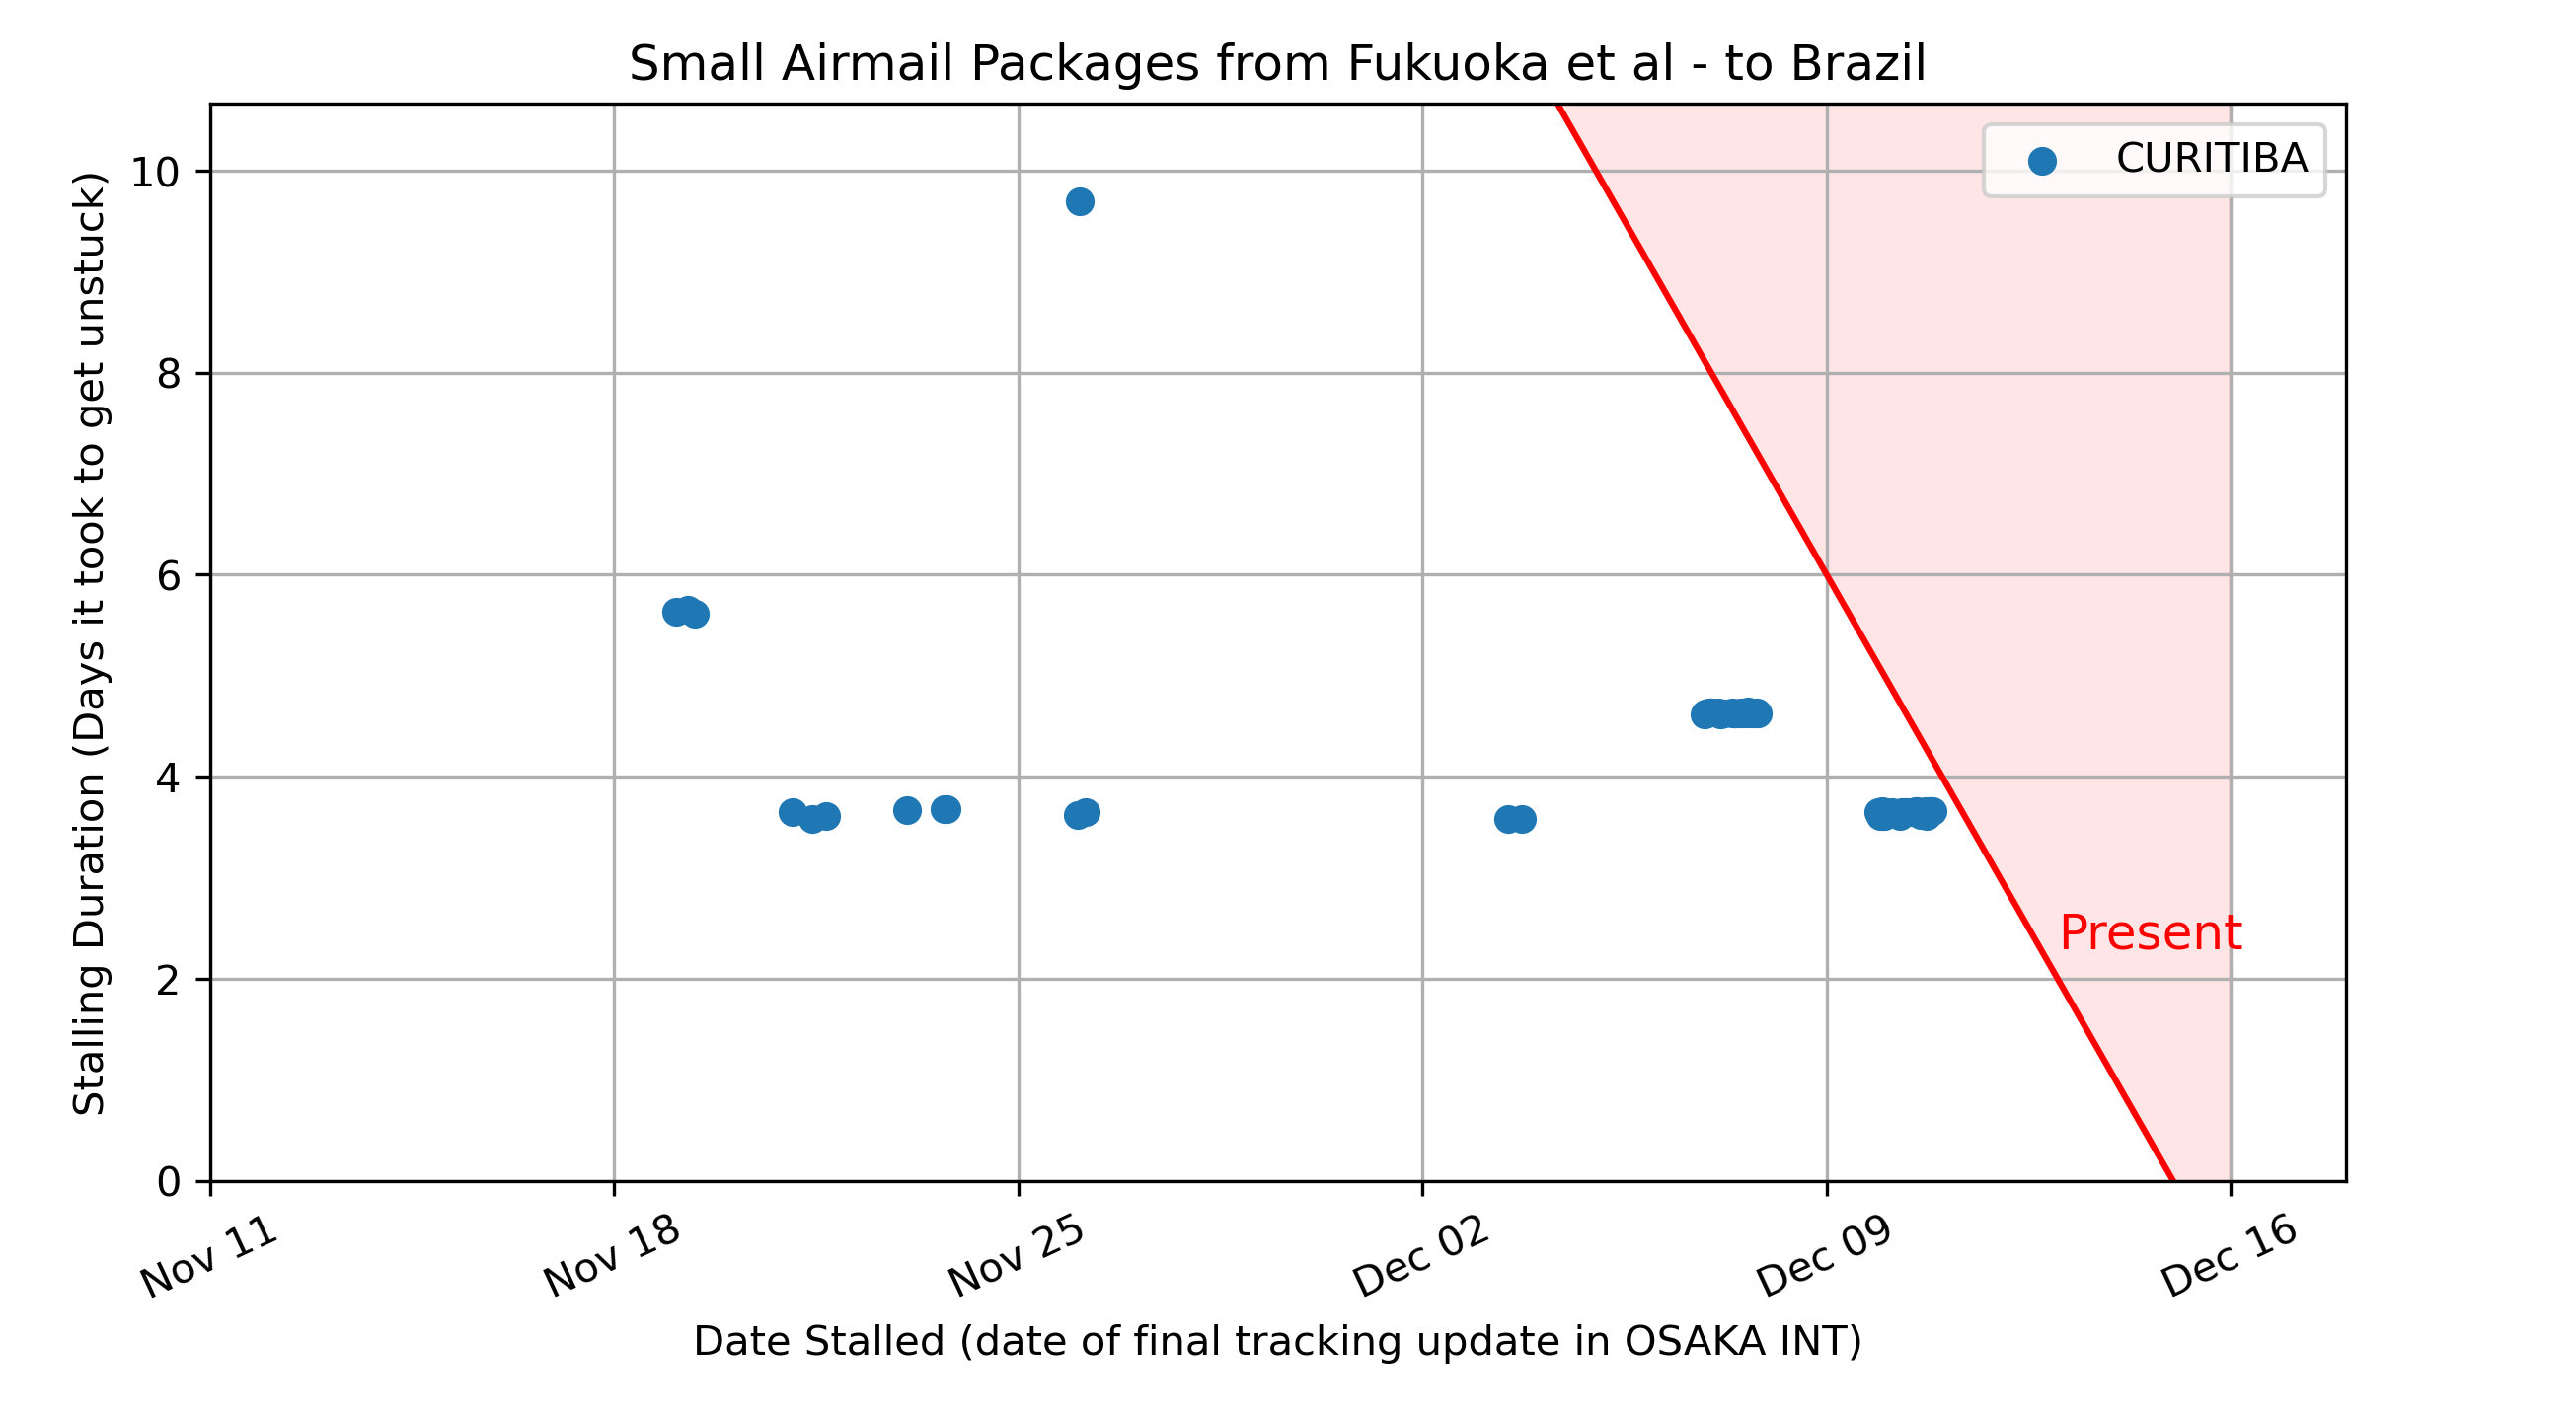 Small Airmail Packages from Fukuoka et al - to Brazil
CURITIBA
Stalling Duration (Days it took to get unstuck)
10
8
6
4
2
0
Present
Nov 11
Nov 18
Nov 25
Dec 02
Dec 09
Dec 16
Date Stalled (date of final tracking update in OSAKA INT)